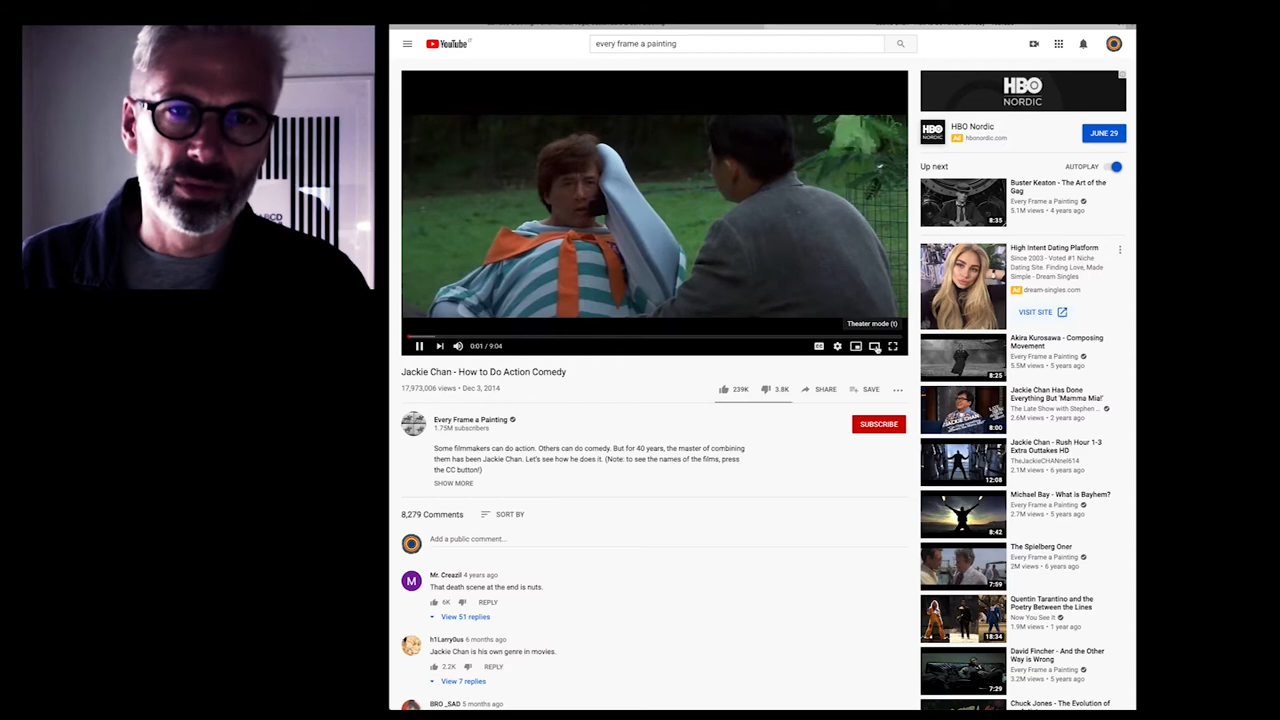 ABCD
YouTube IT
every frame a painting
Theater mode (t)
0:01 / 9:04
Jackie Chan - How to Do Action Comedy
17,973,006 views • Dec 3, 2014
239K
3.8K
SHARE
SAVE
Every Frame a Painting
1.75M subscribers
SUBSCRIBE
Some filmmakers can do action. Others can do comedy. But for 40 years, the master of combining
them has been Jackie Chan. Let's see how he does it. (Note: to see the names of the films, press
the CC button!)
SHOW MORE
8,279 Comments
SORT BY
Add a public comment...
M
Mr. Creazil 4 years ago
That death scene at the end is nuts.
6K
REPLY
View 51 replies
h1Larry0us 6 months ago
Jackie Chan is his own genre in movies.
2.2K
REPLY
View 7 replies
BRO _SAD 5 months ago
HBO
NORDIC
HBO
NORDIC
HBO Nordic
Ad hbonordic.com
JUNE 29
Up next
AUTOPLAY
8:35
Buster Keaton - The Art of the
Gag
Every Frame a Painting
5.1M views • 4 years ago
High Intent Dating Platform
Since 2003 - Voted #1 Niche
Dating Site. Finding Love, Made
Simple - Dream Singles
Ad dream-singles.com
VISIT SITE
8:25
Akira Kurosawa - Composing
Movement
Every Frame a Painting
5.5M views • 5 years ago
8:00
Jackie Chan Has Done
Everything But 'Mamma Mia!'
The Late Show with Stephen ...
2.6M views • 2 years ago
12:08
Jackie Chan - Rush Hour 1-3
Extra Outtakes HD
TheJackieCHANnel614
2.1M views • 6 years ago
8:42
Michael Bay - What is Bayhem?
Every Frame a Painting
2.7M views • 5 years ago
7:59
The Spielberg Oner
Every Frame a Painting
2M views • 6 years ago
18:34
Quentin Tarantino and the
Poetry Between the Lines
Now You See It
1.9M views • 1 year ago
7:29
David Fincher - And the Other
Way is Wrong
Every Frame a Painting
3.2M views • 5 years ago
Chuck Jones - The Evolution of